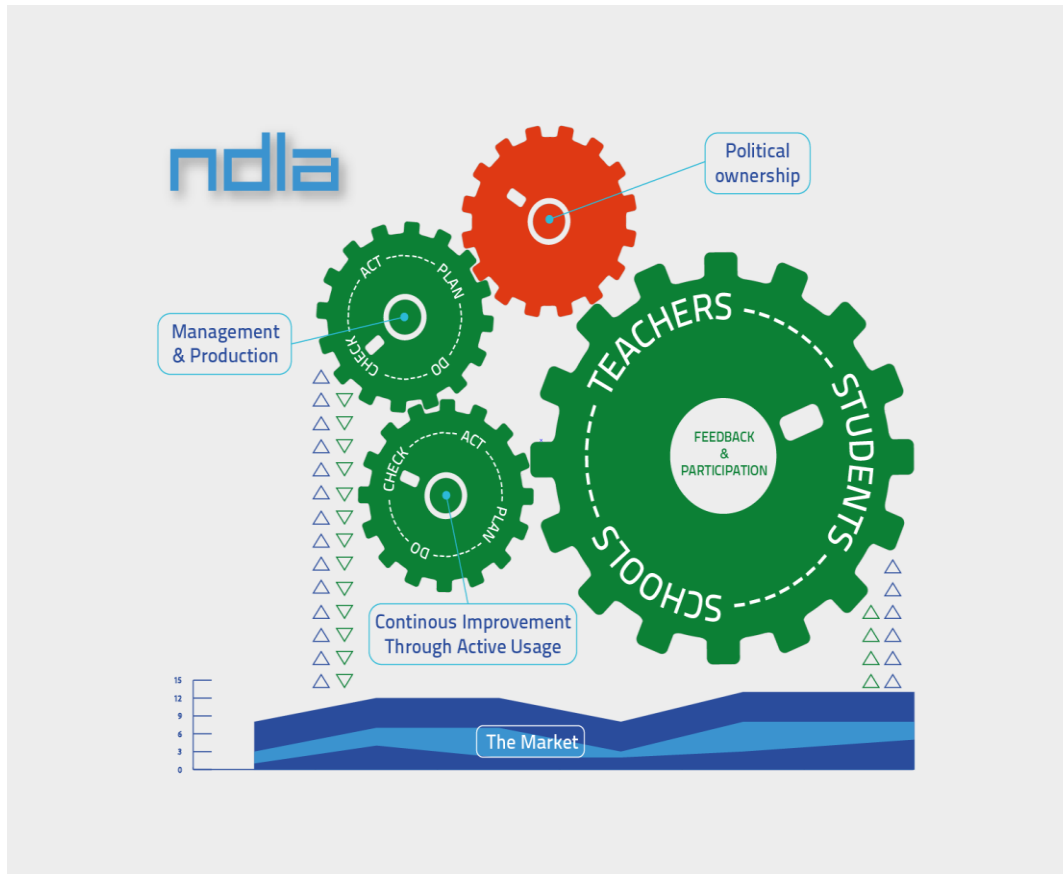 ndla
Political
ownership
ACT
PLAN
DO
CHECK
Management
& Production
TEACHERS
STUDENTS
SCHOOLS
FEEDBACK
&
PARTICIPATION
ACT
PLAN
DO
CHECK
Continous Improvement
Through Active Usage
15
12
9
6
3
0
The Market